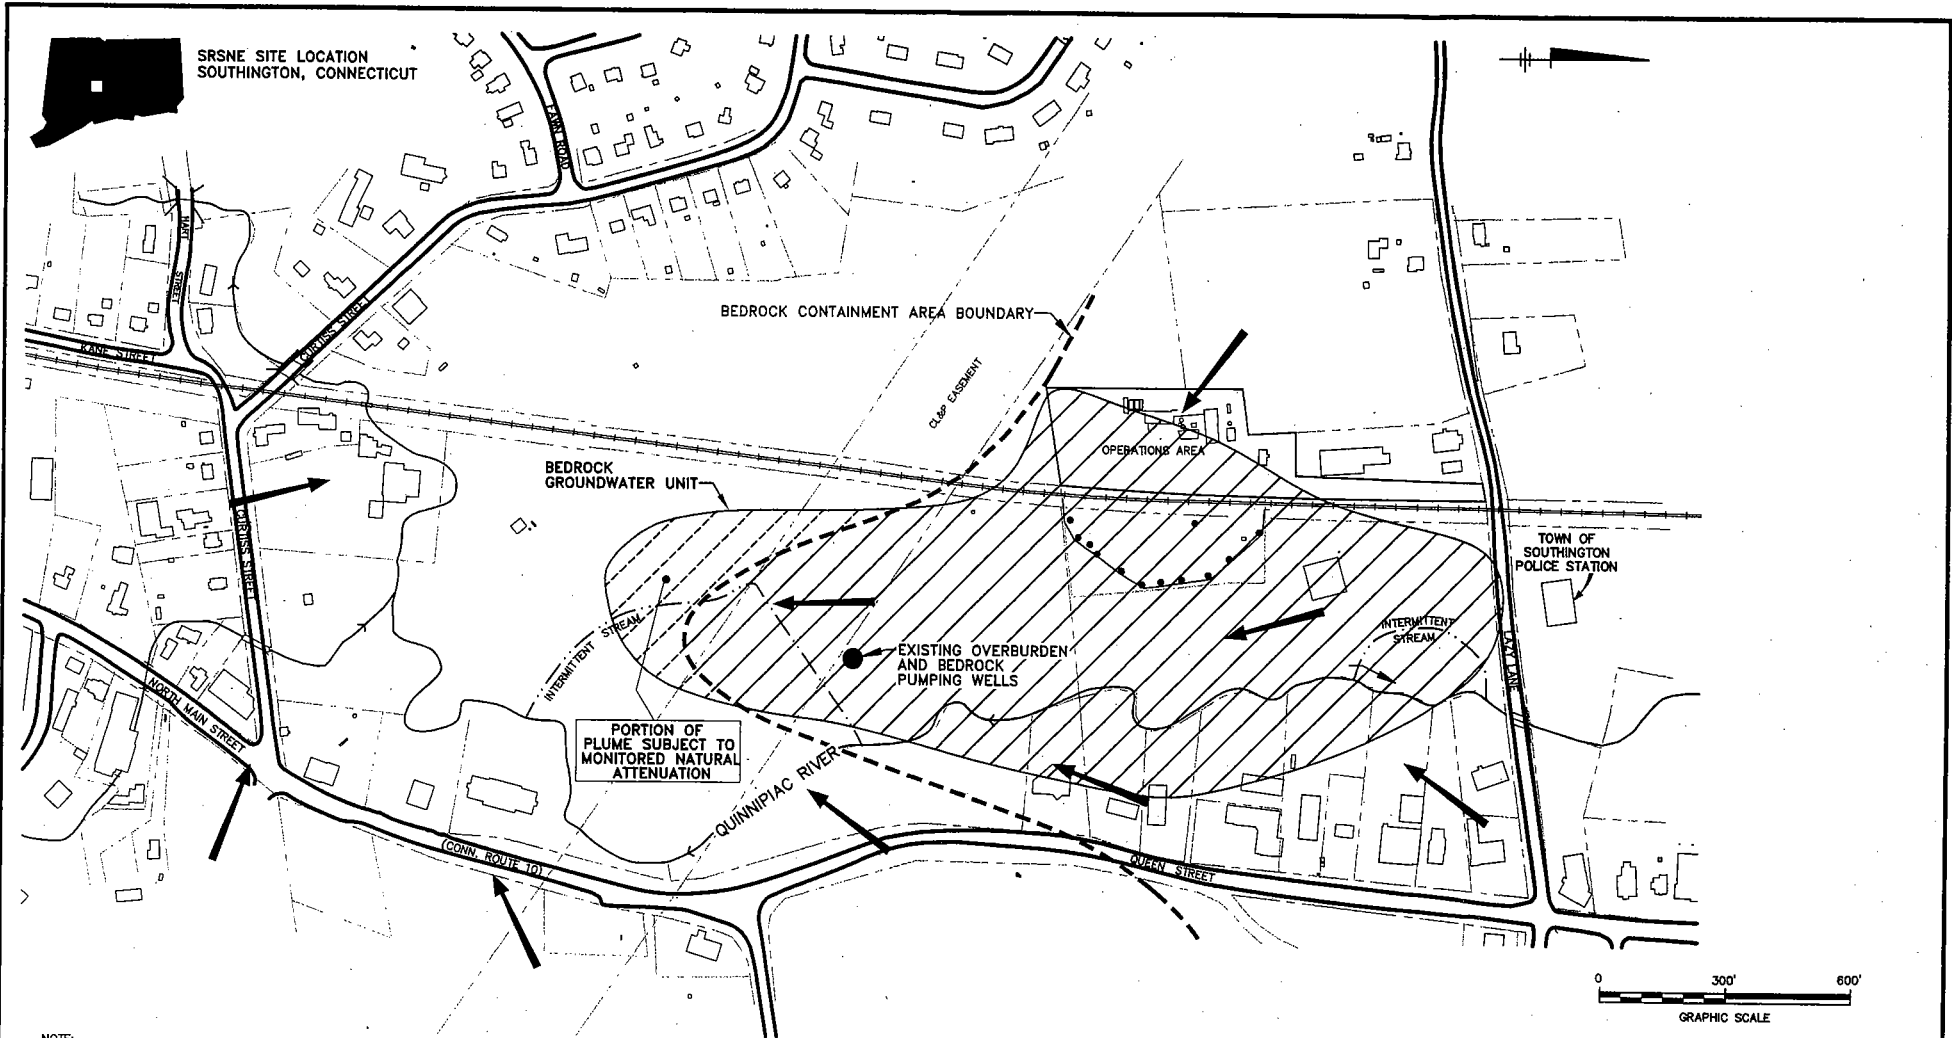 SRSNE SITE LOCATION
SOUTHINGTON, CONNECTICUT
FAWN ROAD
HART
STREET
KANE STREET
CURTISS STREET
BEDROCK CONTAINMENT AREA BOUNDARY
CL&P EASEMENT
OPERATIONS AREA
BEDROCK
GROUNDWATER UNIT
CURTISS STREET
TOWN OF
SOUTHINGTON
POLICE STATION
INTERMITTENT STREAM
INTERMITTENT
STREAM
LAZY LANE
EXISTING OVERBURDEN
AND BEDROCK
PUMPING WELLS
NORTH MAIN STREET
PORTION OF
PLUME SUBJECT TO
MONITORED NATURAL
ATTENUATION
QUINNIPIAC RIVER
(CONN. ROUTE 10)
QUEEN STREET
0 300' 600'
GRAPHIC SCALE
NOTE: